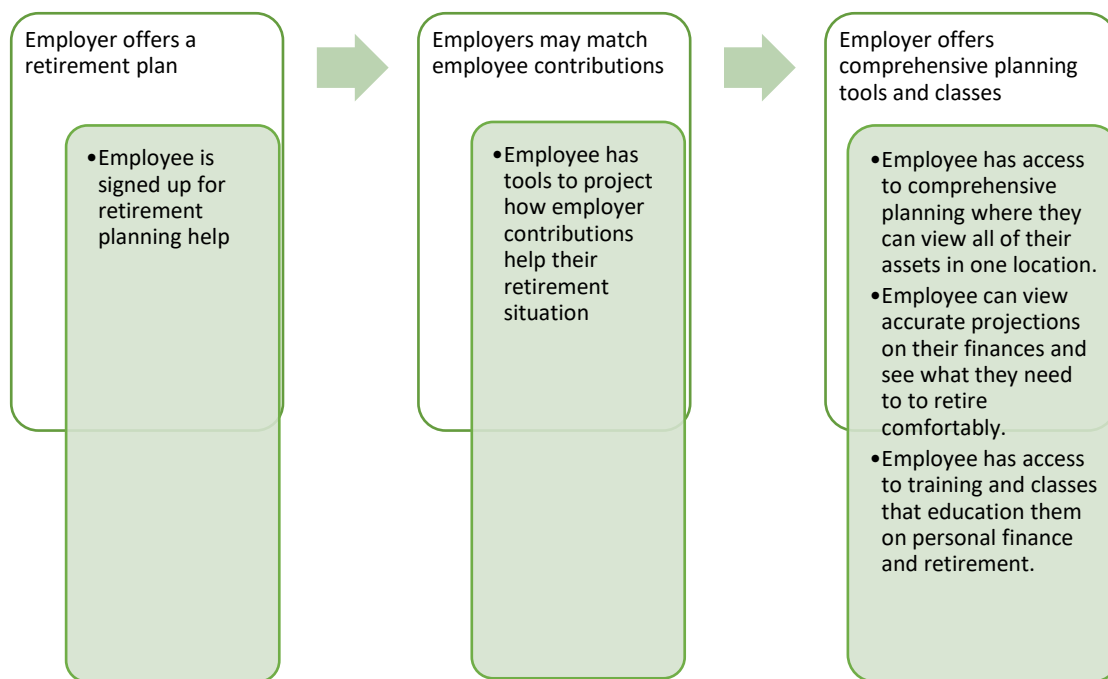 Employer offers a
retirement plan
•Employee is
signed up for
retirement
planning help
Employers may match
employee contributions
•Employee has
tools to project
how employer
contributions
help their
retirement
situation
Employer offers
comprehensive planning
tools and classes
•Employee has access
to comprehensive
planning where they
can view all of their
assets in one location.
•Employee can view
accurate projections
on their finances and
see what they need
to to retire
comfortably.
•Employee has access
to training and classes
that education them
on personal finance
and retirement.